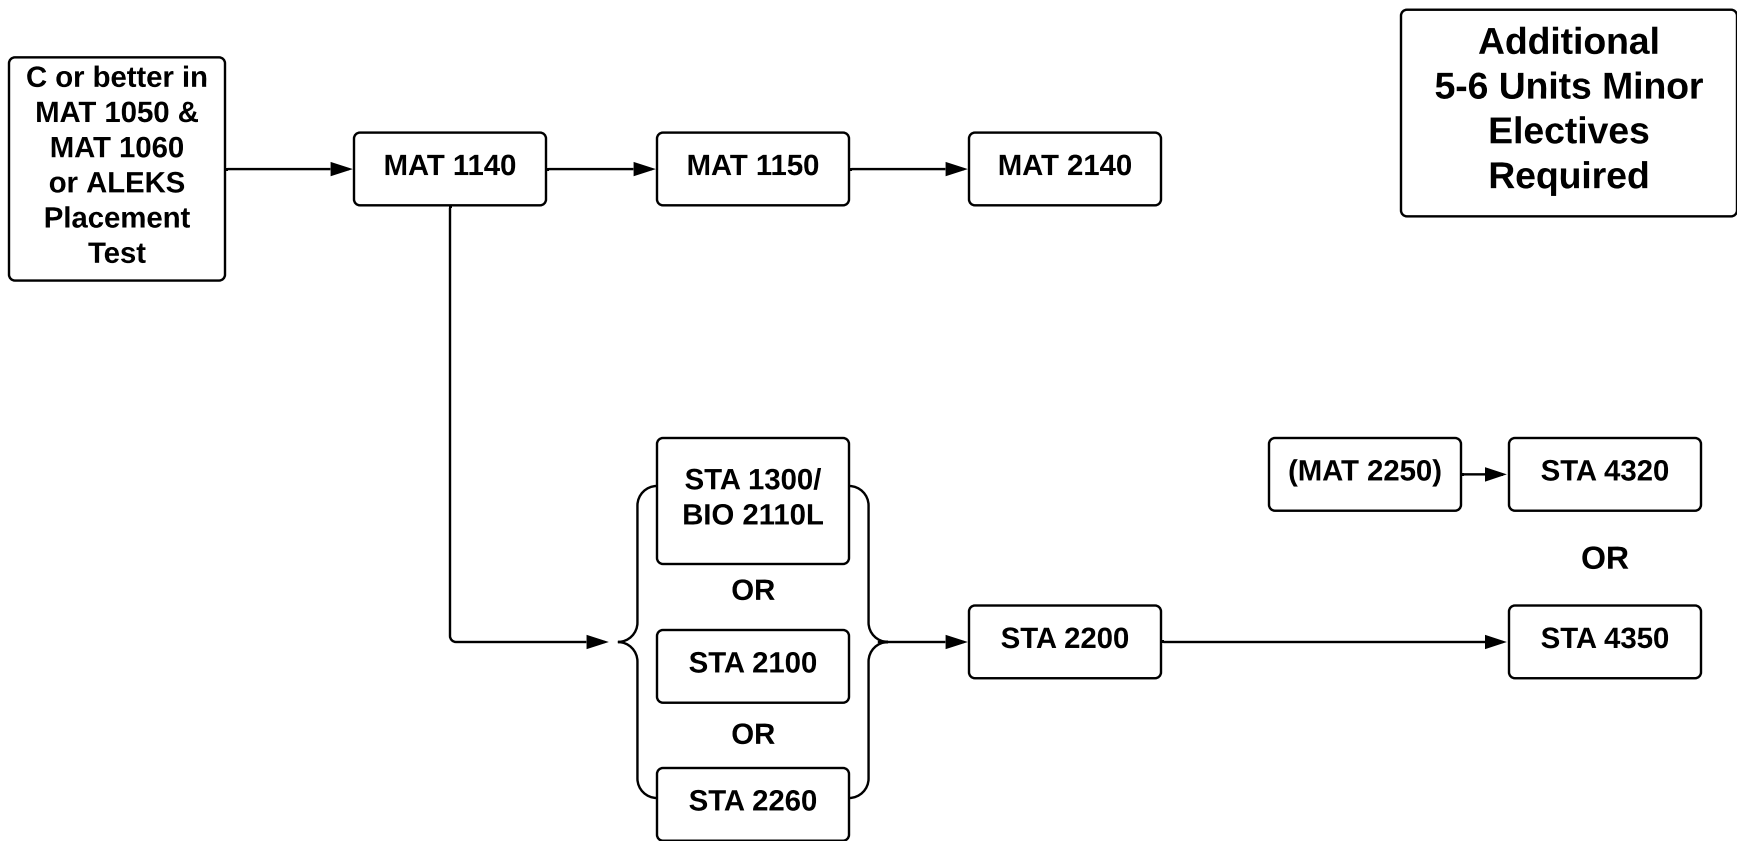 C or better in
MAT 1050 &
MAT 1060
or ALEKS
Placement
Test
MAT 1140
MAT 1150
MAT 2140
Additional
5-6 Units Minor
Electives
Required
STA 1300/
BIO 2110L
OR
STA 2100
OR
STA 2260
STA 2200
(MAT 2250)
STA 4320
OR
STA 4350